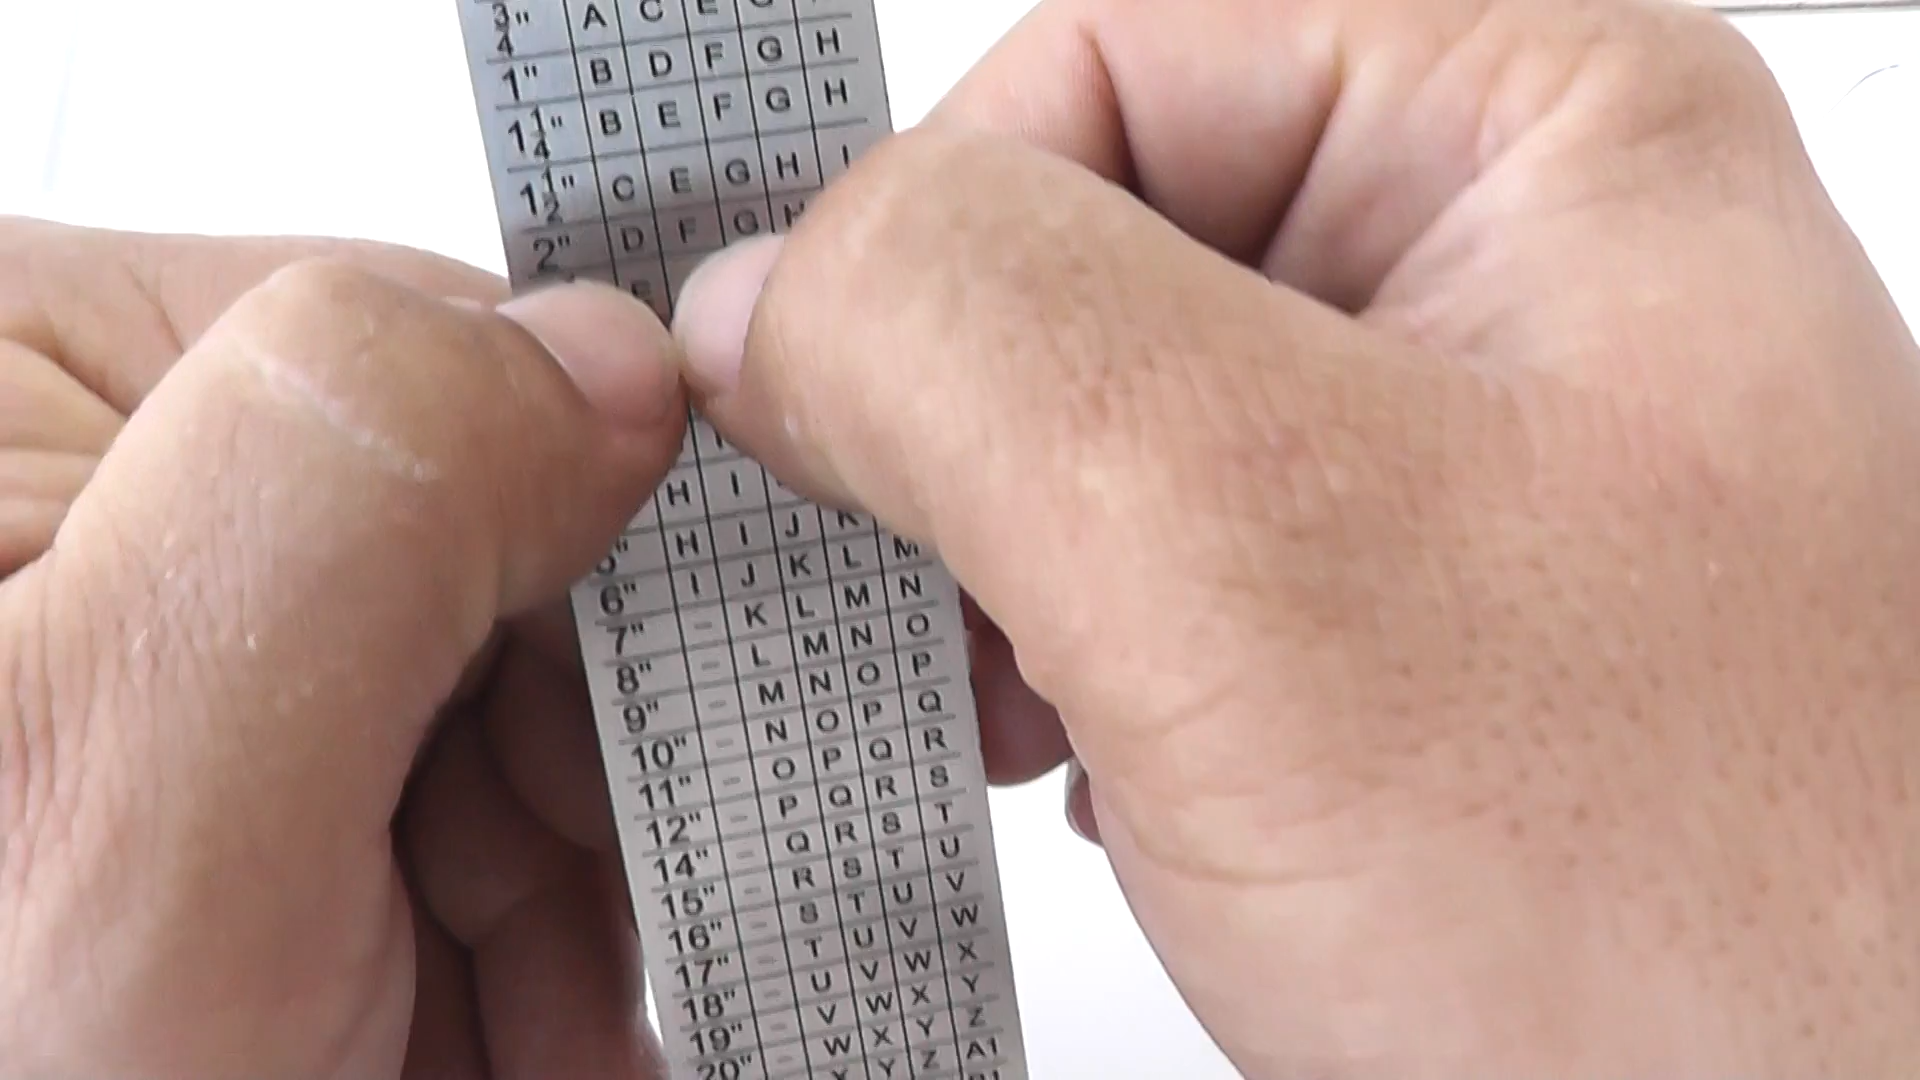 3/4" A C E G
1" B D F G H
1 1/4" B E F G H
1 1/2" C E G H I
2" D F G H
E
H I
5" H I J K
6" I J K L M
7" - K L M N
8" - L M N O
9" - M N O P
10" - N O P Q
11" - O P Q R
12" - P Q R S
14" - Q R S T
15" - R S T U
16" - S T U V
17" - T U V W
18" - U V W X
19" - V W X Y
20" - W X Y Z
X Y Z A1